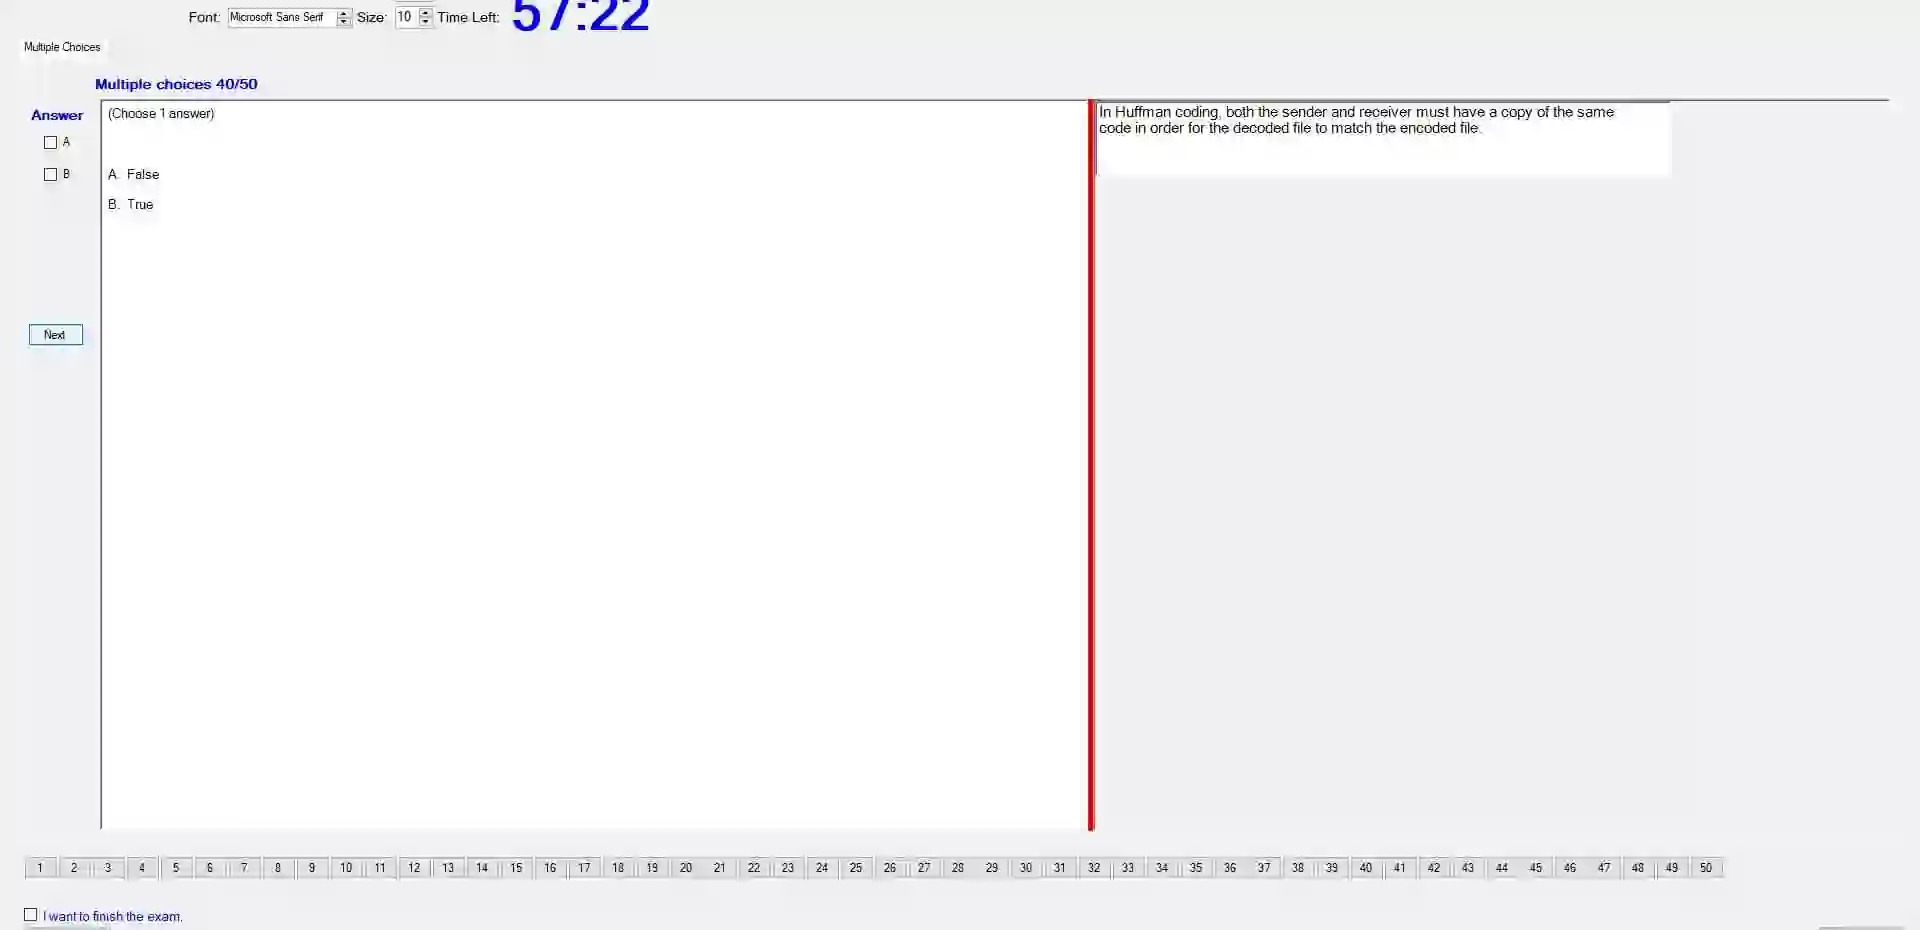 Font: Microsoft Sans Serif Size: 10 Time Left: 57:22
Multiple Choices
Multiple choices 40/50
Answer
A
B
Next
(Choose 1 answer)
A. False
B. True
In Huffman coding, both the sender and receiver must have a copy of the same
code in order for the decoded file to match the encoded file.
1 2 3 4 5 6 7 8 9 10 11 12 13 14 15 16 17 18 19 20 21 22 23 24 25 26 27 28 29 30 31 32 33 34 35 36 37 38 39 40 41 42 43 44 45 46 47 48 49 50
I want to finish the exam.